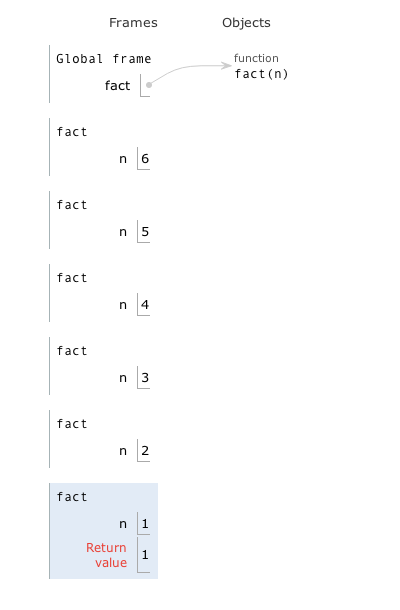 Frames Objects
Global frame
fact
function
fact(n)
fact
n 6
fact
n 5
fact
n 4
fact
n 3
fact
n 2
fact
n 1
Return
value 1